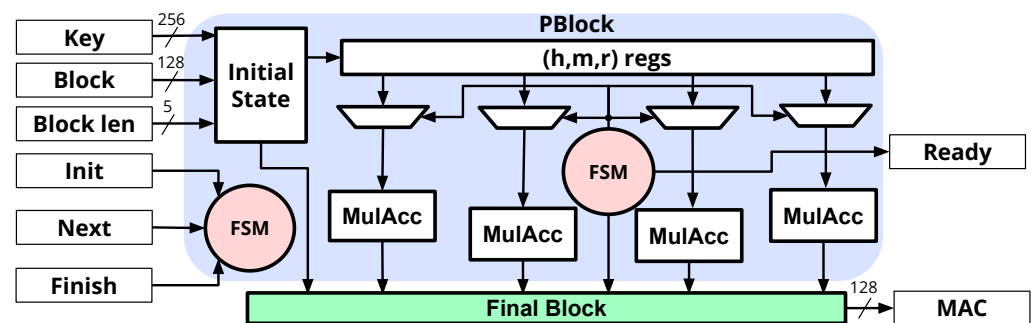 PBlock
Key
256
Block
128
Block len
5
Initial
State
(h,m,r) regs
Init
Next
Finish
FSM
FSM
Ready
MulAcc
MulAcc
MulAcc
MulAcc
Final Block
128
MAC